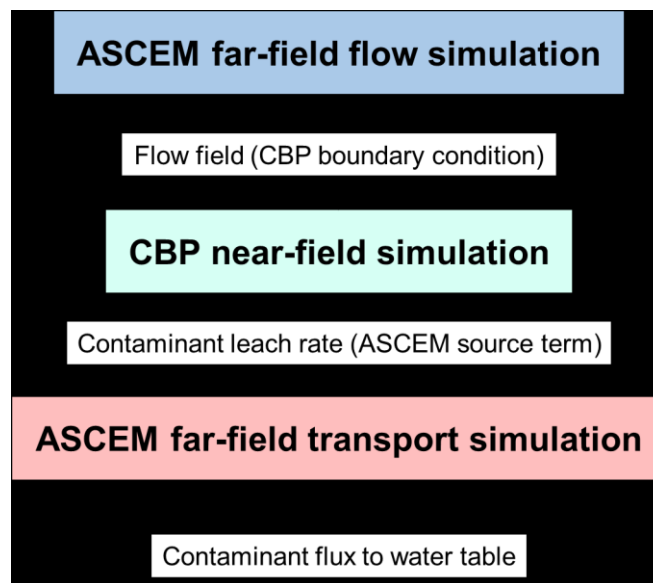 ASCEM far-field flow simulation
Flow field (CBP boundary condition)
CBP near-field simulation
Contaminant leach rate (ASCEM source term)
ASCEM far-field transport simulation
Contaminant flux to water table